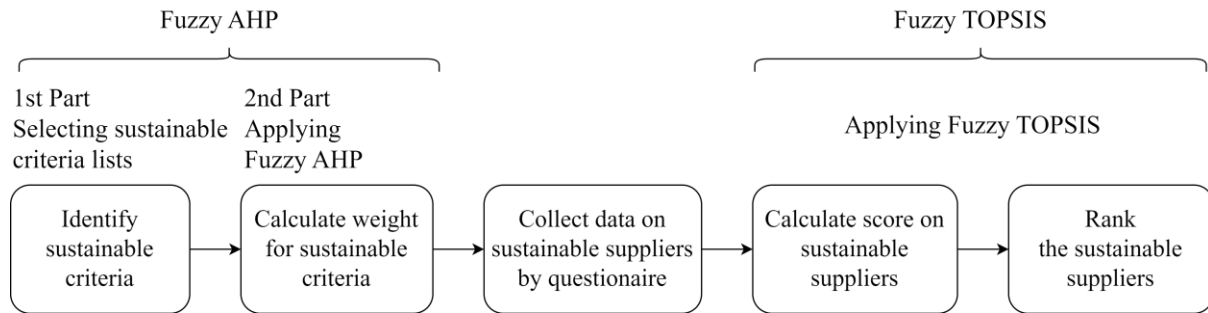 Fuzzy AHP
Fuzzy TOPSIS
1st Part
Selecting sustainable
criteria lists
2nd Part
Applying
Fuzzy AHP
Applying Fuzzy TOPSIS
Identify
sustainable
criteria
Calculate weight
for sustainable
criteria
Collect data on
sustainable suppliers
by questionaire
Calculate score on
sustainable
suppliers
Rank
the sustainable
suppliers